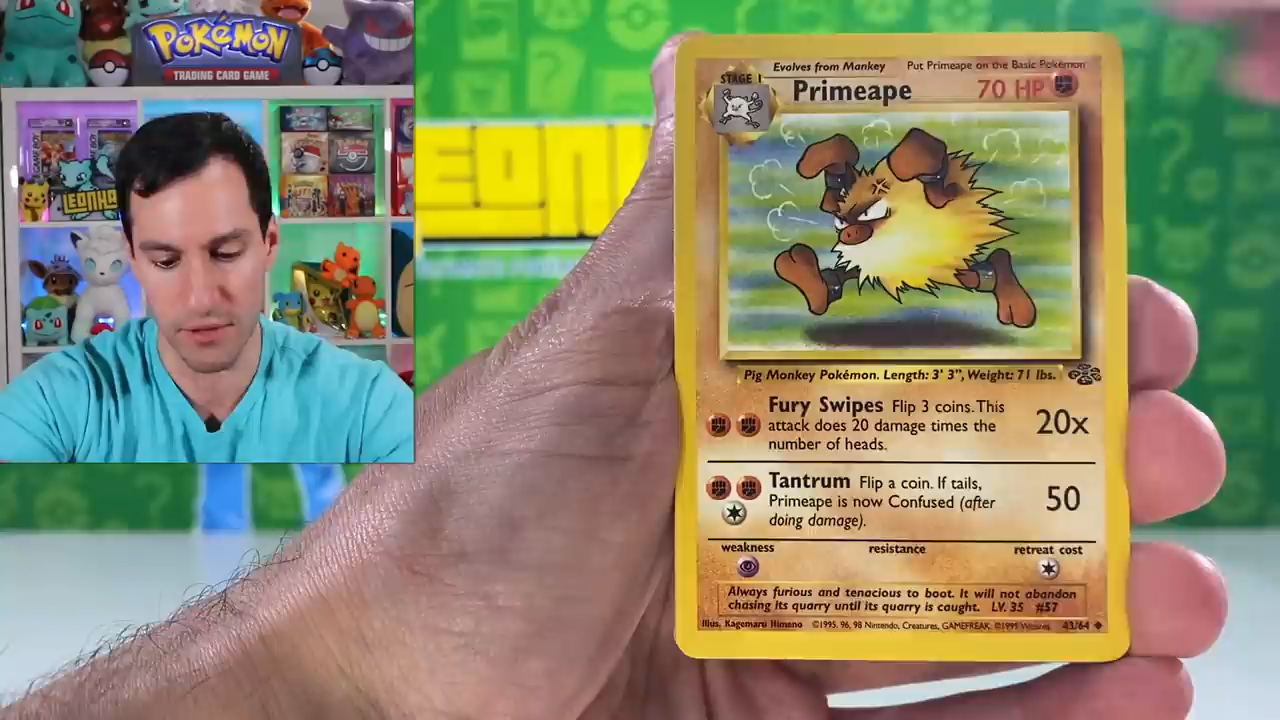 POKéMON
TRADING CARD GAME
LEONHA
LEONH
Evolves from Mankey
Put Primeape on the Basic Pokémon
STAGE 1
Primeape
70 HP
Pig Monkey Pokémon. Length: 3' 3", Weight: 71 lbs.
Fury Swipes Flip 3 coins. This
attack does 20 damage times the
number of heads.
20x
Tantrum Flip a coin. If tails,
Primeape is now Confused (after
doing damage).
50
weakness
resistance
retreat cost
Always furious and tenacious to boot. It will not abandon
chasing its quarry until its quarry is caught. LV. 35 #57
Illus. Kagemaru Himeno
©1995, 96, 98 Nintendo, Creatures, GAMEFREAK. ©1999 Wizards.
43/64